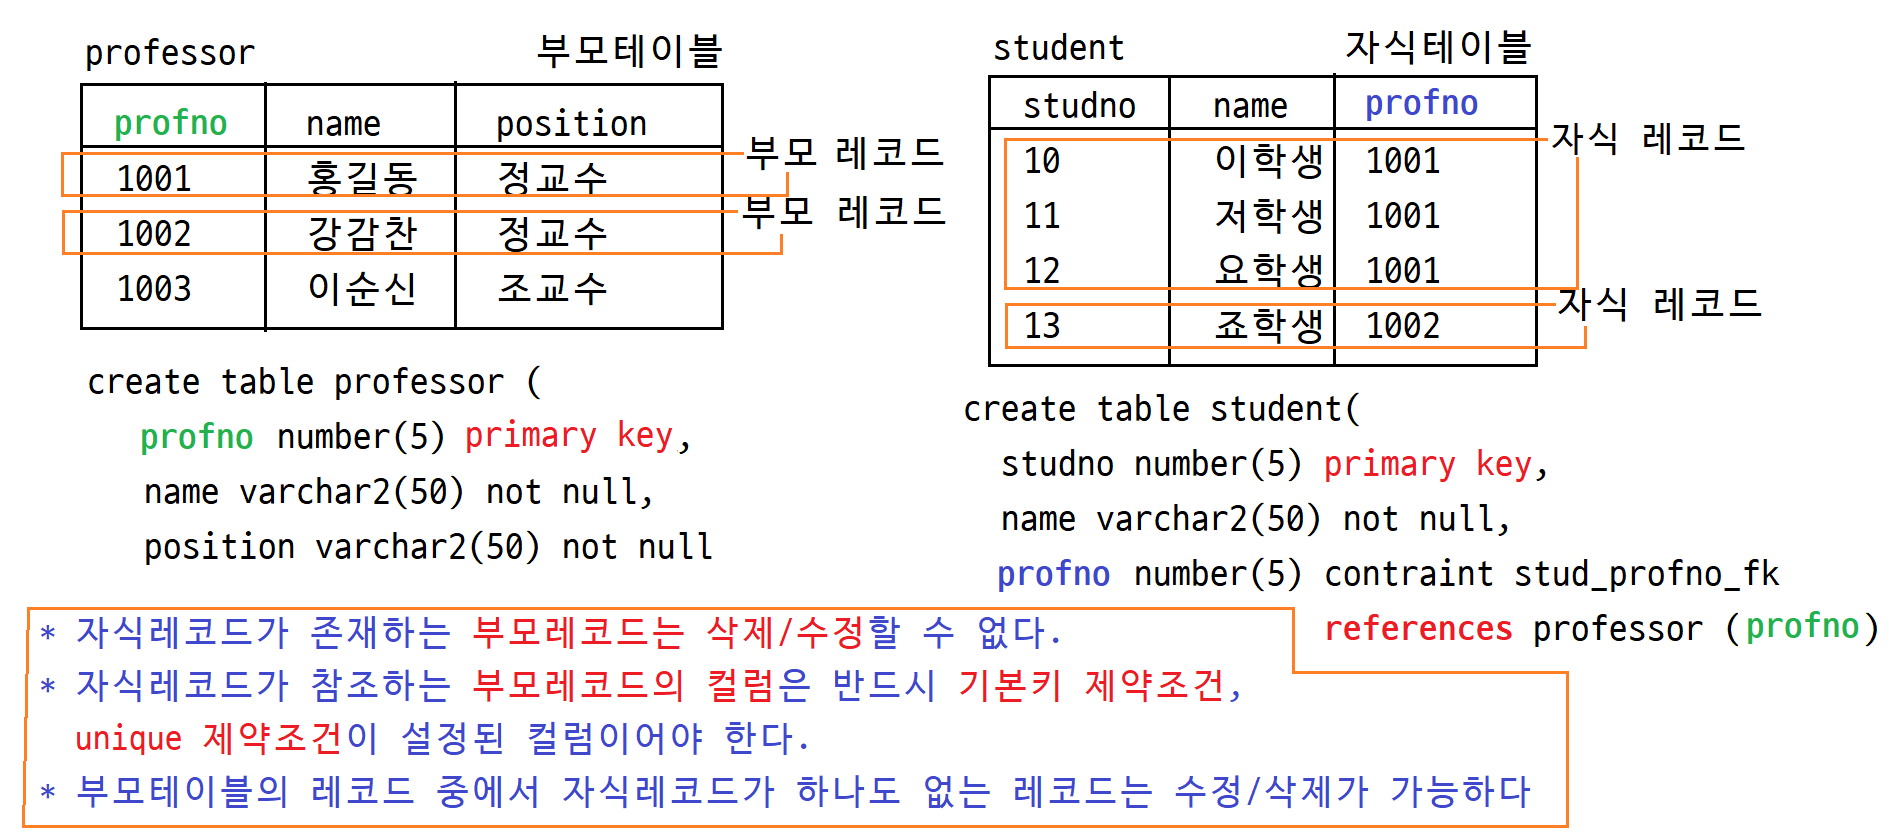 professor 부모테이블
profno name position
1001 홍길동 정교수
부모 레코드
1002 강감찬 정교수
부모 레코드
1003 이순신 조교수
create table professor (
profno number(5) primary key,
name varchar2(50) not null,
position varchar2(50) not null
student 자식테이블
studno name profno
자식 레코드
10 이학생 1001
11 저학생 1001
12 요학생 1001
자식 레코드
13 죠학생 1002
create table student(
studno number(5) primary key,
name varchar2(50) not null,
profno number(5) contraint stud_profno_fk
references professor (profno)
* 자식레코드가 존재하는 부모레코드는 삭제/수정할 수 없다.
* 자식레코드가 참조하는 부모레코드의 컬럼은 반드시 기본키 제약조건,
unique 제약조건이 설정된 컬럼이어야 한다.
* 부모테이블의 레코드 중에서 자식레코드가 하나도 없는 레코드는 수정/삭제가 가능하다